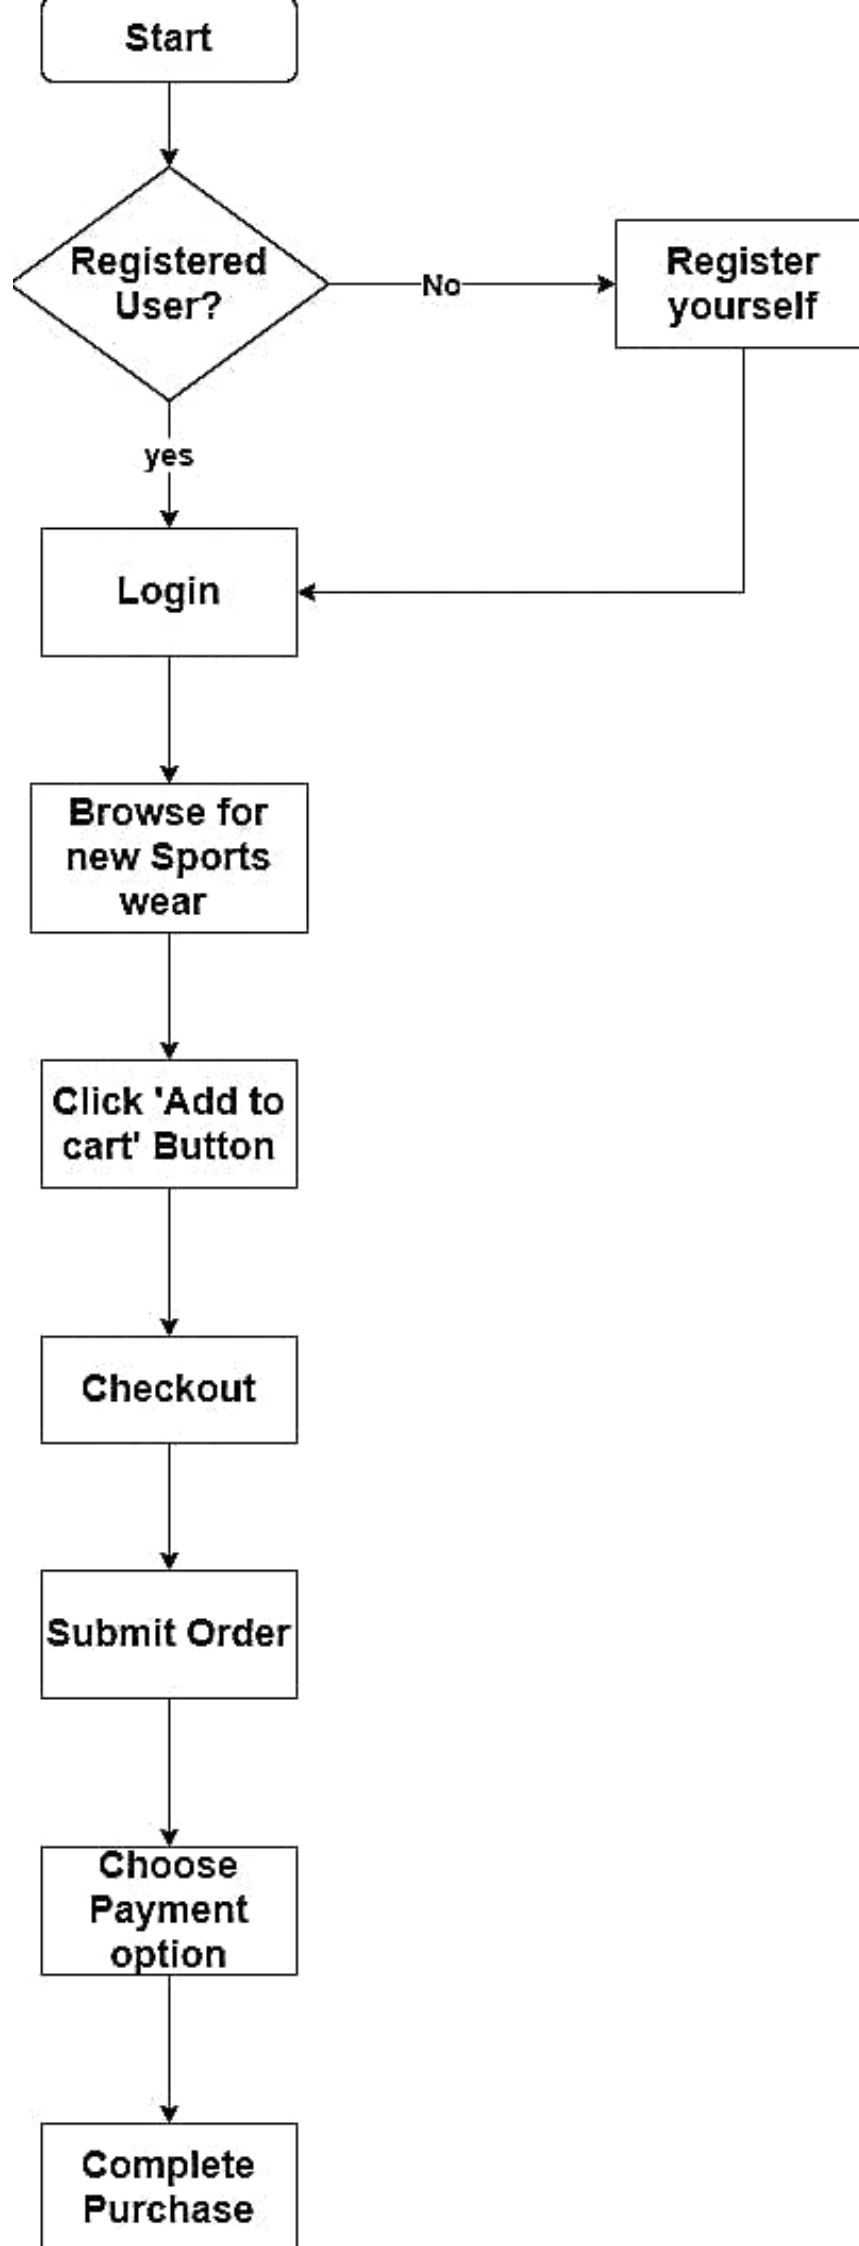 Start
Registered
User?
No
Register
yourself
yes
Login
Browse for
new Sports
wear
Click 'Add to
cart' Button
Checkout
Submit Order
Choose
Payment
option
Complete
Purchase